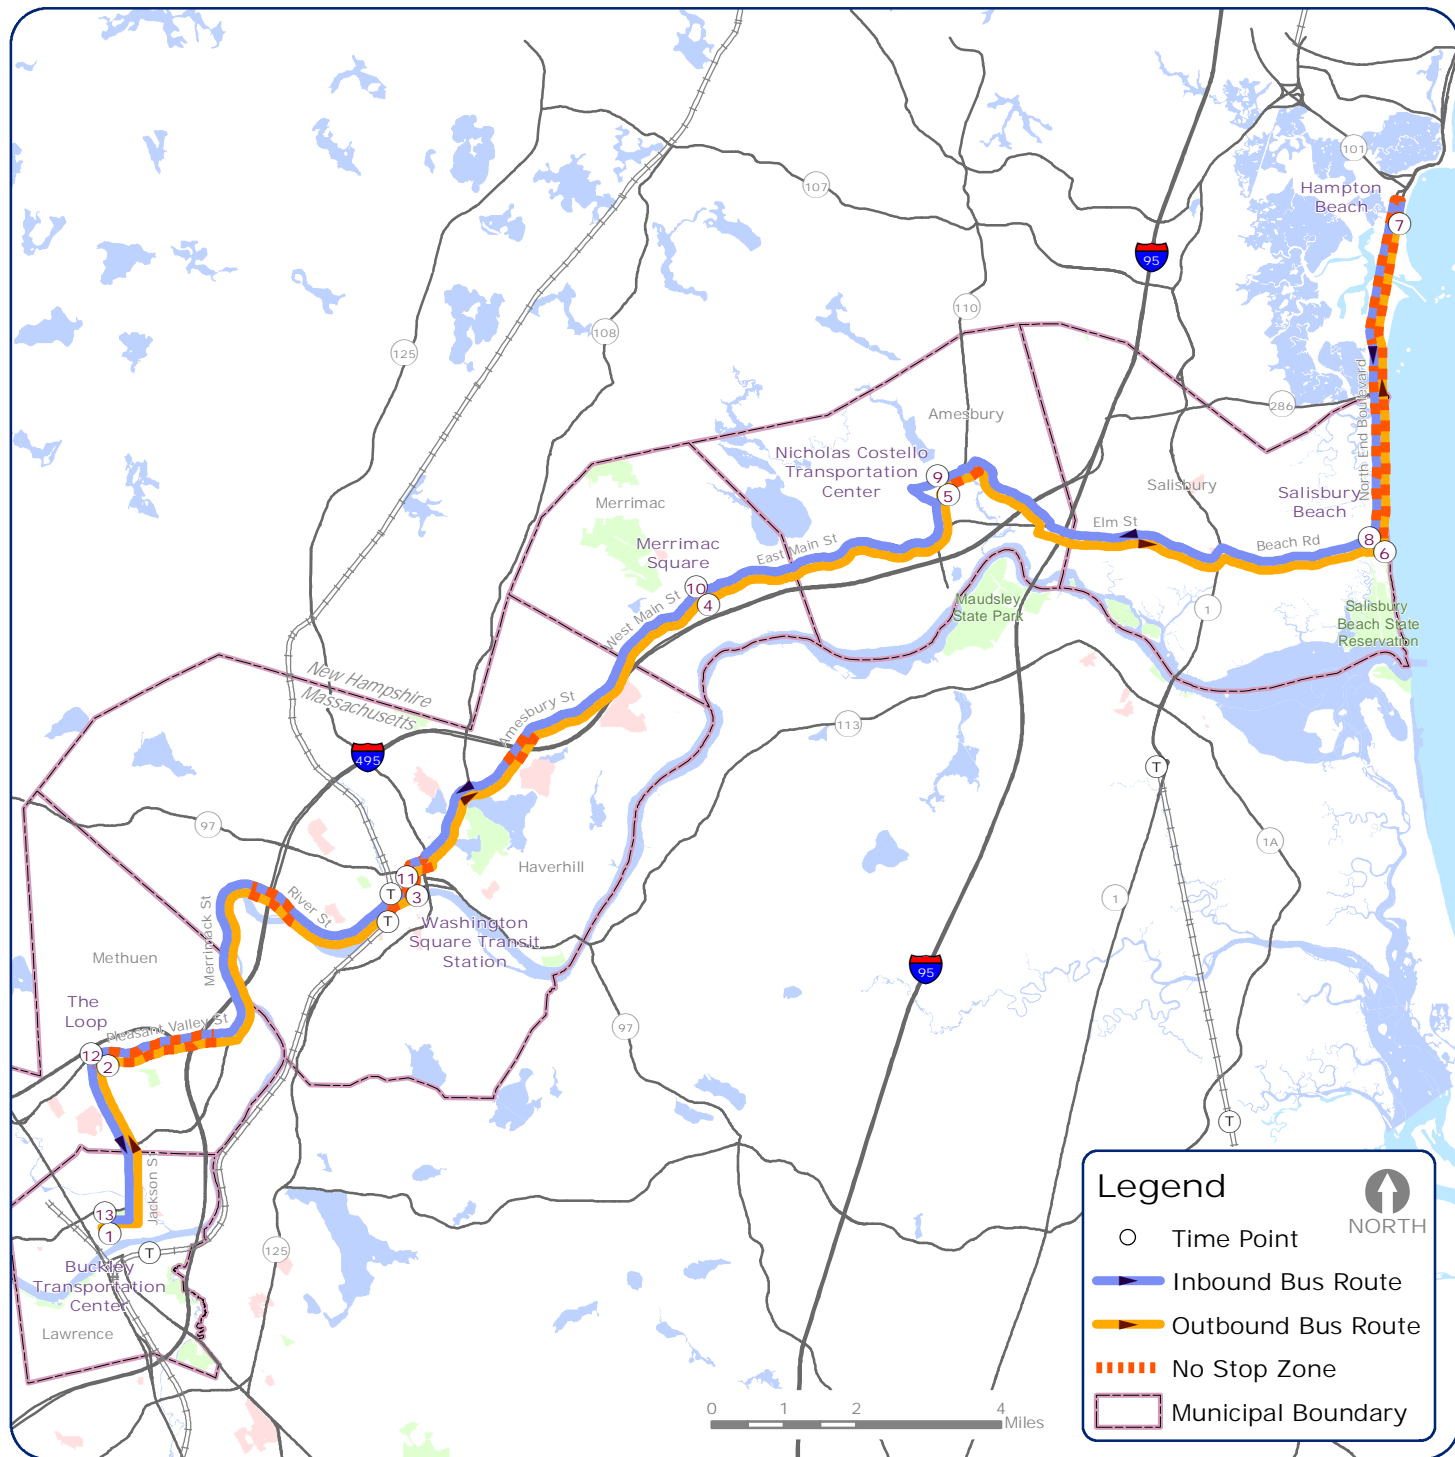 101
Hampton
Beach
7
107
95
110
108
125
286
North End Boulevard
Amesbury
Nicholas Costello
Transportation
Center
9
5
Salisbury
Salisbury
Beach
Merrimac
Elm St
Beach Rd
8
6
Merrimac
Square
East Main St
10
4
West Main St
Maudsley
State Park
1
Salisbury
Beach State
Reservation
New Hampshire
Massachusetts
Amesbury St
113
495
T
97
1A
Haverhill
11
T
3
T
River St
1
Merrimack St
Washington
Square Transit
Station
Methuen
95
The
Loop
Pleasant Valley St
97
12
2
T
Jackson St
13
1
T
125
Buckley
Transportation
Center
Lawrence
Legend
NORTH
Time Point
Inbound Bus Route
Outbound Bus Route
No Stop Zone
Municipal Boundary
0 1 2 4
Miles